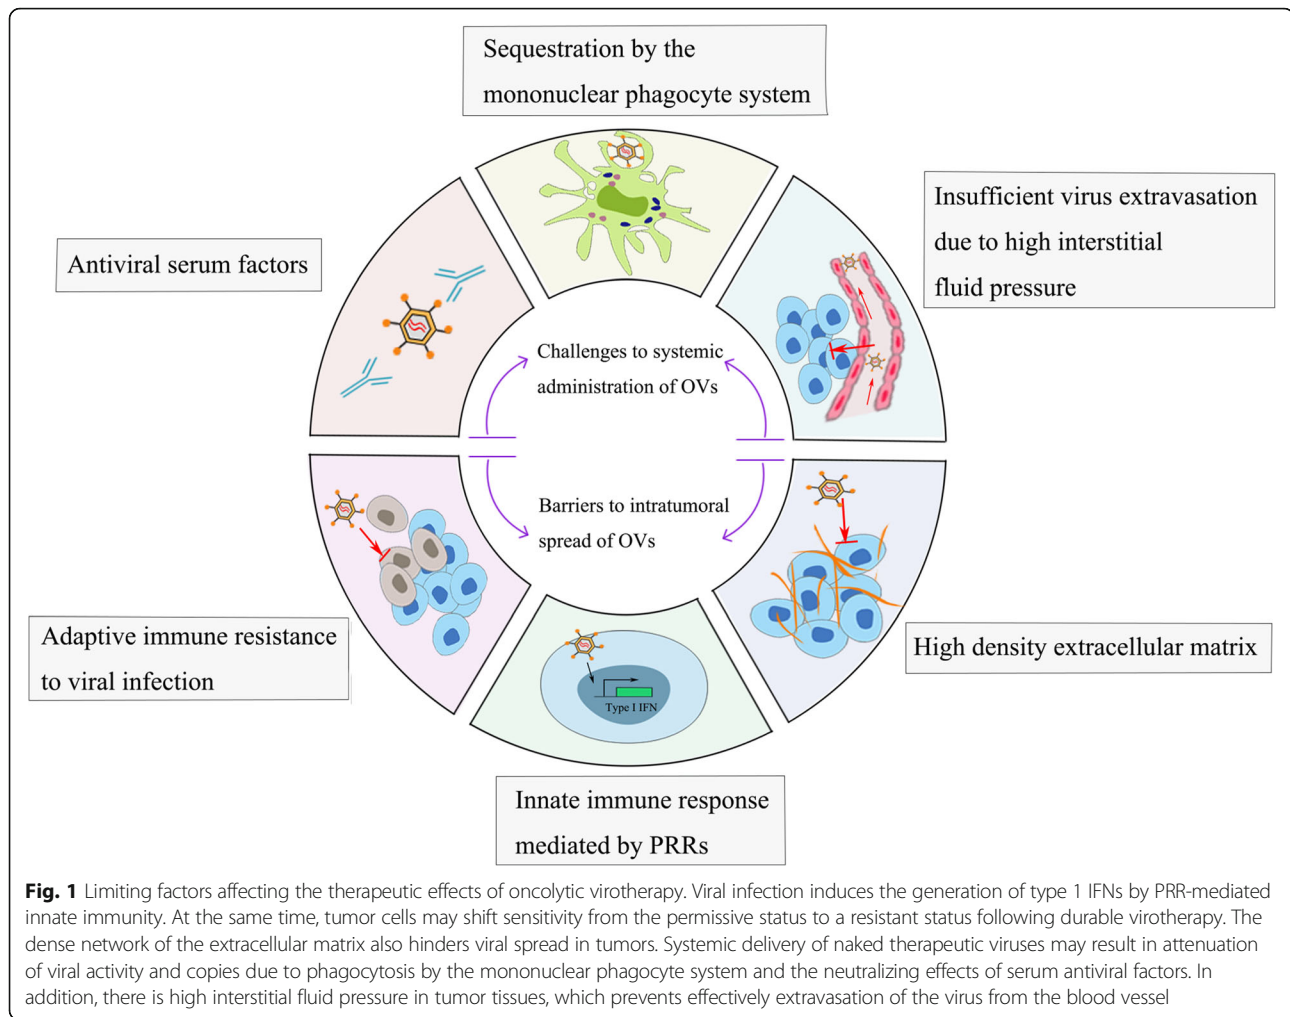 Sequestration by the
mononuclear phagocyte system
Insufficient virus extravasation
due to high interstitial
fluid pressure
Antiviral serum factors
Challenges to systemic
administration of OVs
Barriers to intratumoral
spread of OVs
Adaptive immune resistance
to viral infection
High density extracellular matrix
Type I IFN
Innate immune response
mediated by PRRs
Fig. 1 Limiting factors affecting the therapeutic effects of oncolytic virotherapy. Viral infection induces the generation of type 1 IFNs by PRR-mediated
innate immunity. At the same time, tumor cells may shift sensitivity from the permissive status to a resistant status following durable virotherapy. The
dense network of the extracellular matrix also hinders viral spread in tumors. Systemic delivery of naked therapeutic viruses may result in attenuation
of viral activity and copies due to phagocytosis by the mononuclear phagocyte system and the neutralizing effects of serum antiviral factors. In
addition, there is high interstitial fluid pressure in tumor tissues, which prevents effectively extravasation of the virus from the blood vessel